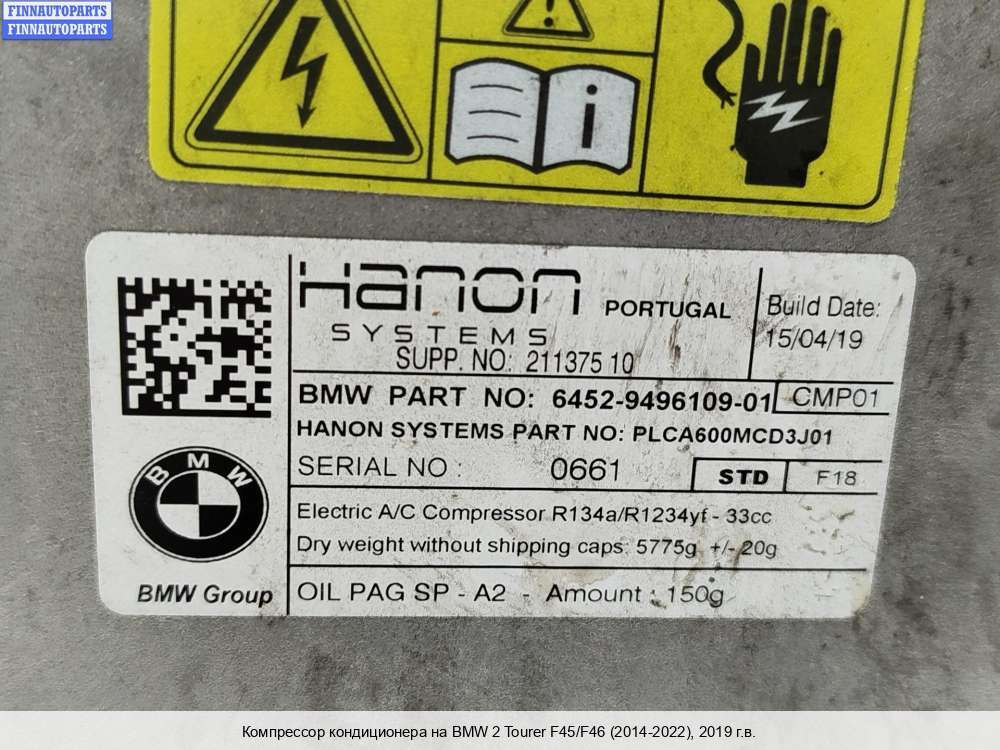 FINNAUTOPARTS
FINNAUTOPARTS
i
Hanon PORTUGAL
SYSTEMS
SUPP. NO: 211375 10
Build Date:
15/04/19
BMW PART NO: 6452-9496109-01 CMP01
HANON SYSTEMS PART NO: PLCA600MCD3J01
SERIAL NO : 0661 STD F18
Electric A/C Compressor R134a/R1234yf - 33cc
Dry weight without shipping caps: 5775g +/- 20g
OIL PAG SP - A2 - Amount : 150g
BMW
BMW Group
Компрессор кондиционера на BMW 2 Tourer F45/F46 (2014-2022), 2019 г.в.